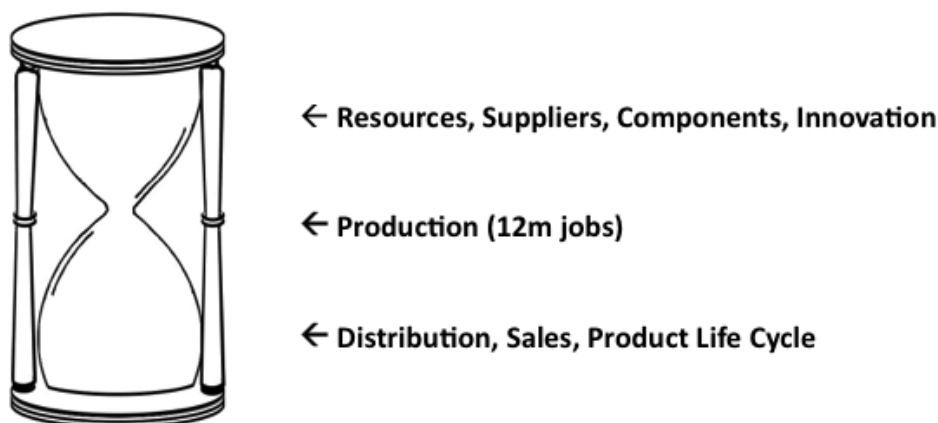 ← Resources, Suppliers, Components, Innovation
← Production (12m jobs)
← Distribution, Sales, Product Life Cycle